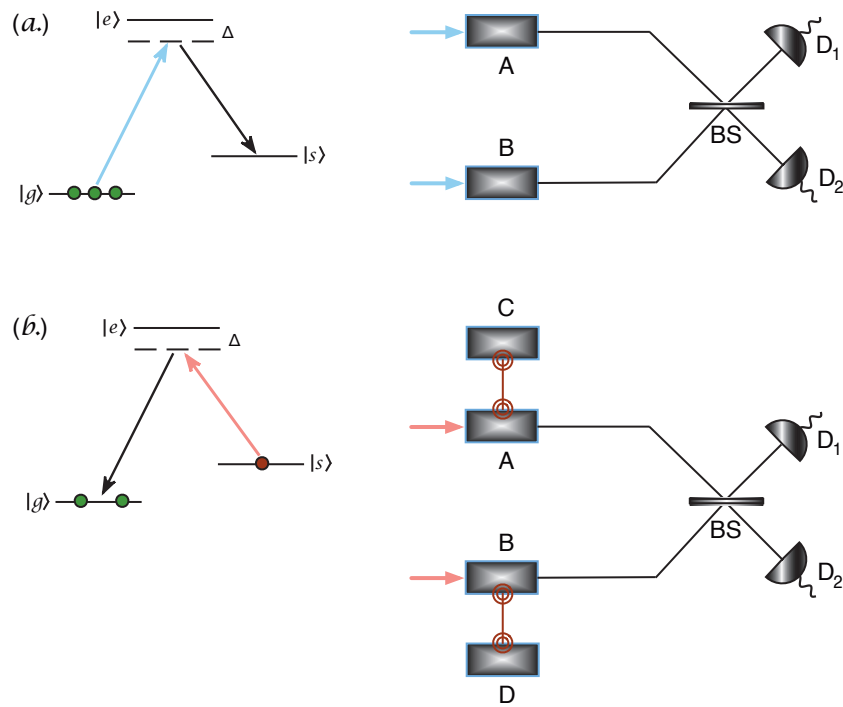 (a.)
|e⟩
Δ
|s⟩
|g⟩
A
B
BS
D1
D2
(b.)
|e⟩
Δ
|s⟩
|g⟩
C
A
B
D
BS
D1
D2